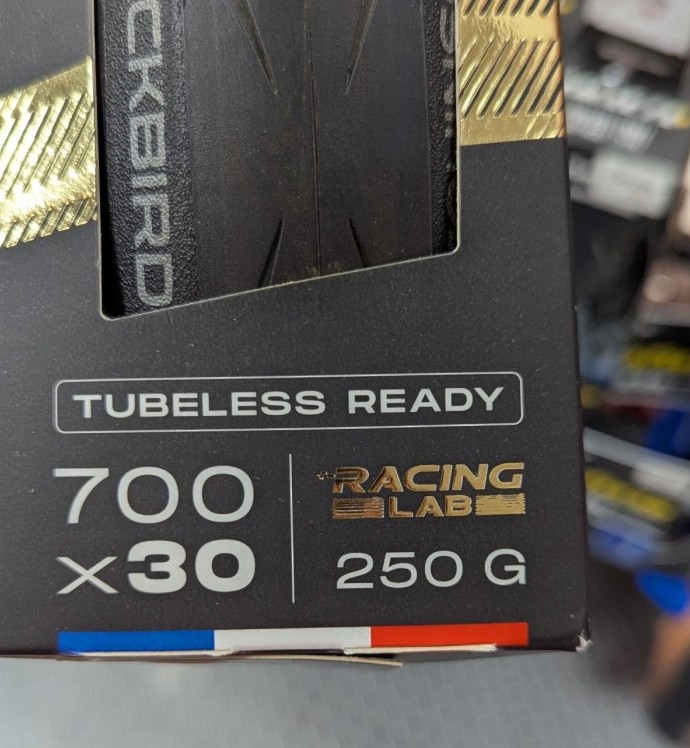 CKBIRD
TUBELESS READY
700
x30
RACING
LAB
250 G